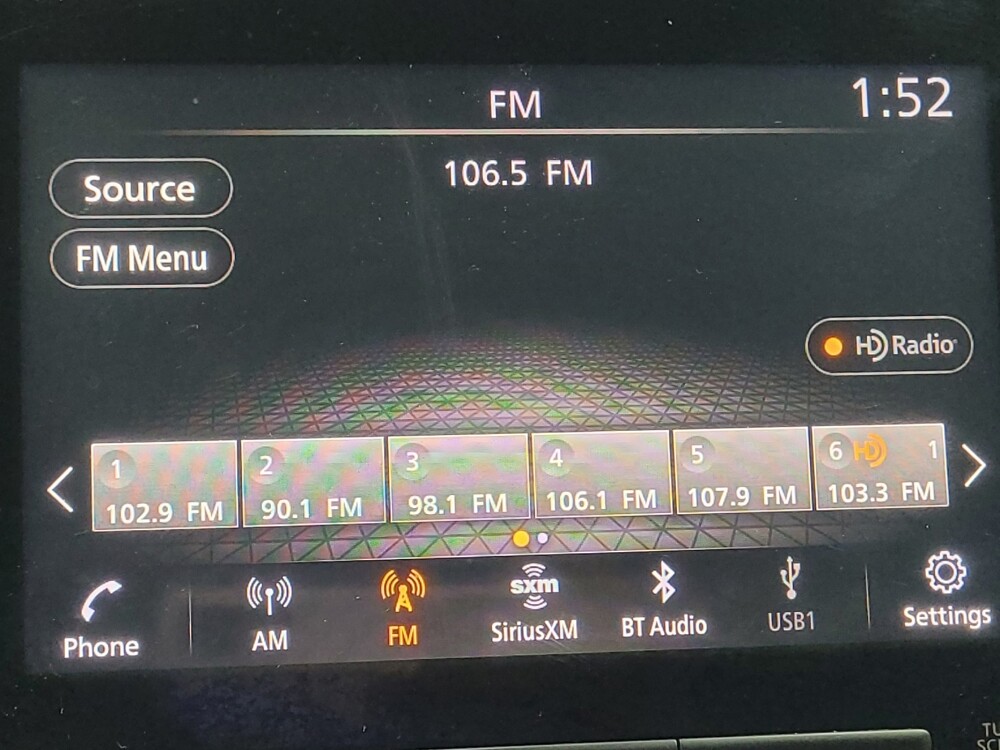 FM
1:52
106.5 FM
Source
FM Menu
HD Radio
1
102.9 FM
2
90.1 FM
3
98.1 FM
4
106.1 FM
5
107.9 FM
6 HD 1
103.3 FM
Phone
AM
FM
sxm
SiriusXM
BT Audio
USB1
Settings